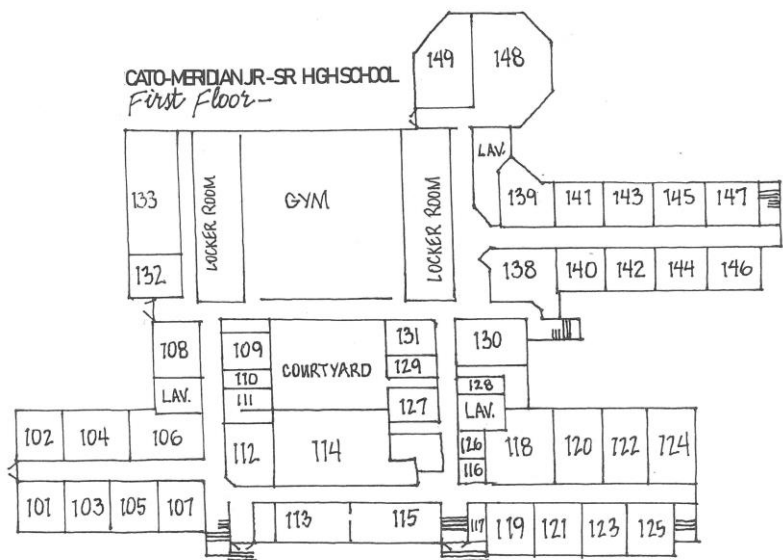 149 148
CATO-MERIDIAN JR-SR HGH SCHOOL
First Floor-
LAV.
133 LOCKER ROOM GYM LOCKER ROOM 139 141 143 145 147
132 138 140 142 144 146
108 109 COURTYARD 131 130
110 129
LAV. 111 127 128
LAV.
102 104 106 112 114 126 118 120 722 724
116
101 103 105 107 113 115 117 119 121 123 125